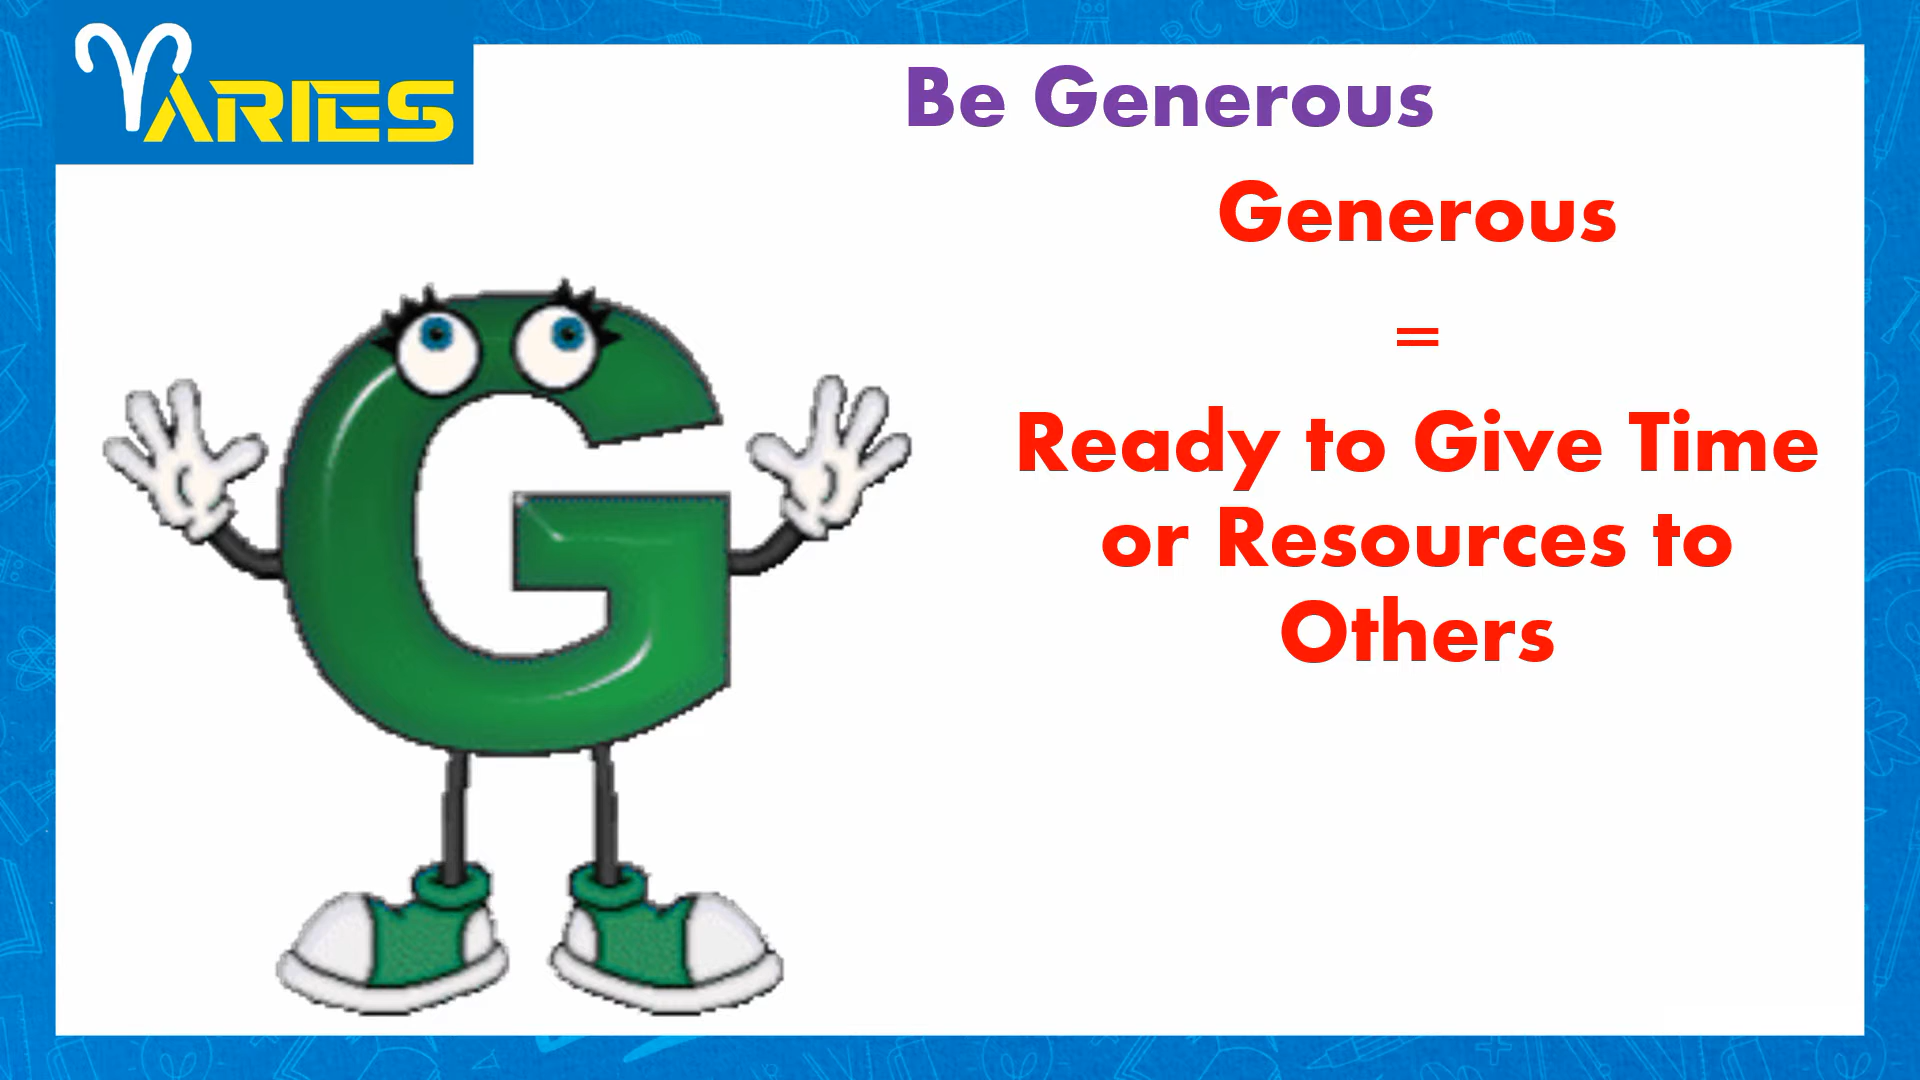 ARIES
Be Generous
Generous
=
Ready to Give Time
or Resources to
Others
G